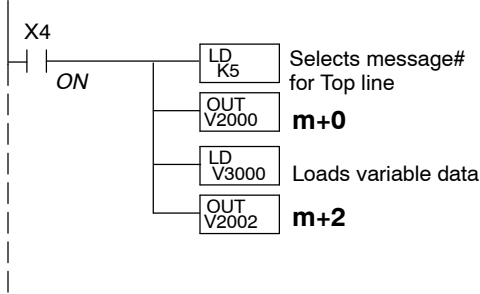 X4
ON
LD
K5
Selects message#
for Top line
OUT
V2000
m+0
LD
V3000
Loads variable data
OUT
V2002
m+2